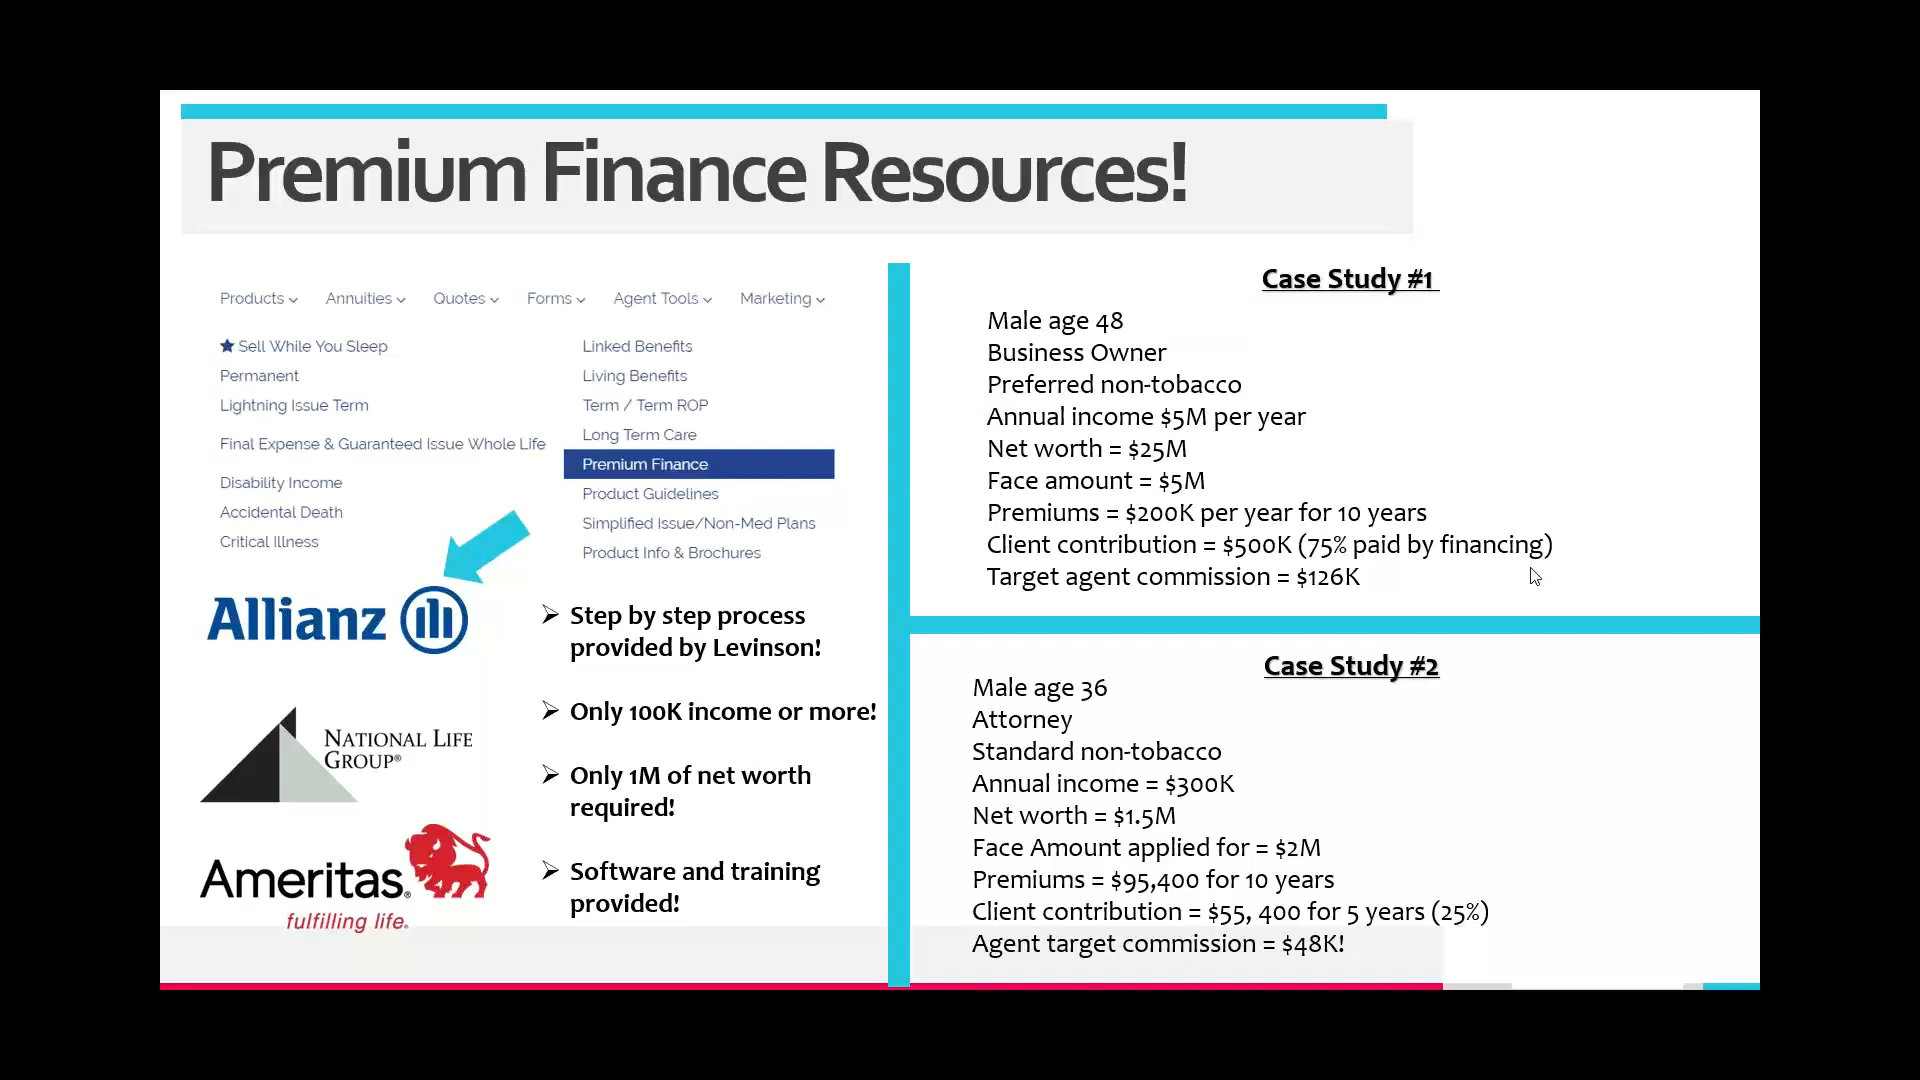 Premium Finance Resources!
Products Annuities Quotes Forms Agent Tools Marketing
Sell While You Sleep
Permanent
Lightning Issue Term
Final Expense & Guaranteed Issue Whole Life
Disability Income
Accidental Death
Critical Illness
Linked Benefits
Living Benefits
Term / Term ROP
Long Term Care
Premium Finance
Product Guidelines
Simplified Issue/Non-Med Plans
Product Info & Brochures
Allianz
NATIONAL LIFE
GROUP®
Ameritas®
fulfilling life.®
Step by step process
provided by Levinson!
Only 100K income or more!
Only 1M of net worth
required!
Software and training
provided!
Case Study #1
Male age 48
Business Owner
Preferred non-tobacco
Annual income $5M per year
Net worth = $25M
Face amount = $5M
Premiums = $200K per year for 10 years
Client contribution = $500K (75% paid by financing)
Target agent commission = $126K
Case Study #2
Male age 36
Attorney
Standard non-tobacco
Annual income = $300K
Net worth = $1.5M
Face Amount applied for = $2M
Premiums = $95,400 for 10 years
Client contribution = $55, 400 for 5 years (25%)
Agent target commission = $48K!